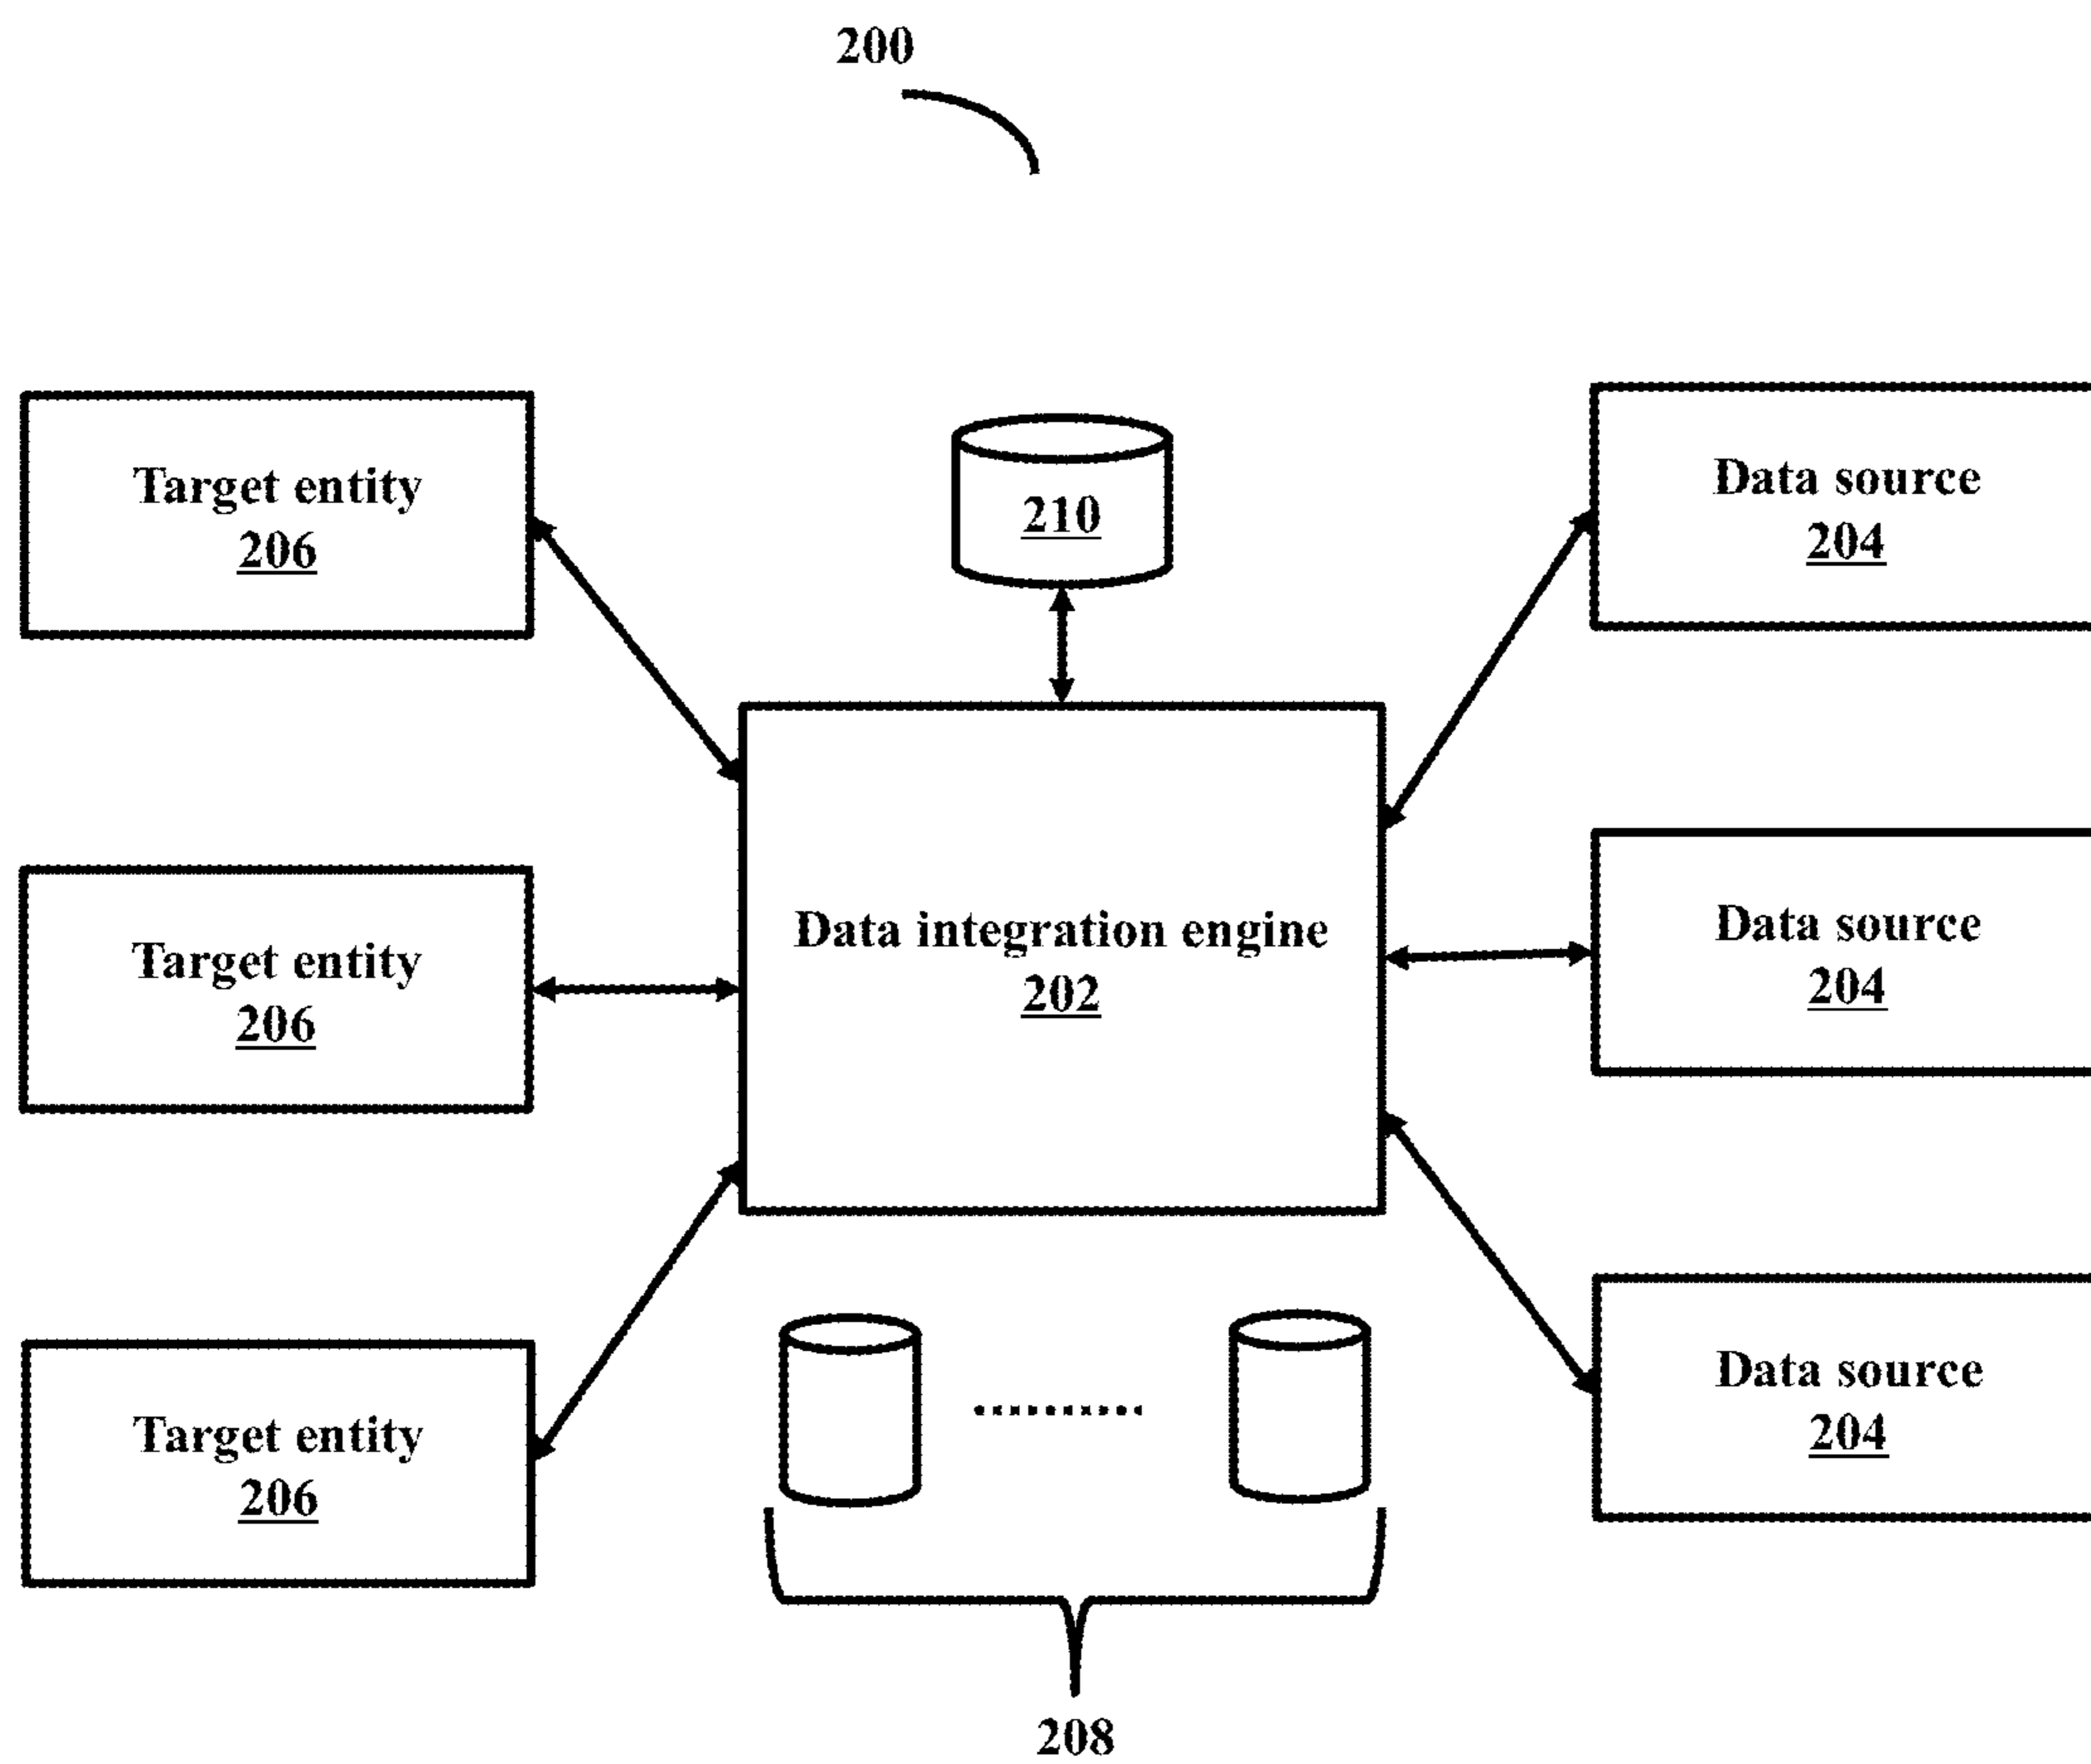 200
Target entity
206
210
Data source
204
Target entity
206
Data integration engine
202
Data source
204
Target entity
206
Data source
204
208